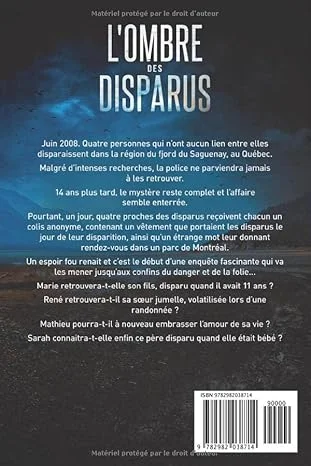 Matériel protégé par le droit d'auteur
L'OMBRE
DES
DISPARUS
Juin 2008. Quatre personnes qui n'ont aucun lien entre elles
disparaissent dans la région du fjord du Saguenay, au Québec.
Malgré d'intenses recherches, la police ne parviendra jamais
à les retrouver.
14 ans plus tard, le mystère reste complet et l'affaire
semble enterrée.
Pourtant, un jour, quatre proches des disparus reçoivent chacun un
colis anonyme, contenant un vêtement que portaient les disparus le
jour de leur disparition, ainsi qu'un étrange mot leur donnant
rendez-vous dans un parc de Montréal.
Un espoir fou renait et c'est le début d'une enquête fascinante qui va
les mener jusqu'aux confins du danger et de la folie...
Marie retrouvera-t-elle son fils, disparu quand il avait 11 ans ?
René retrouvera-t-il sa sœur jumelle, volatilisée lors d'une
randonnée ?
Mathieu pourra-t-il à nouveau embrasser l'amour de sa vie ?
Sarah connaitra-t-elle enfin ce père disparu quand elle était bébé ?
ISBN 9782982038714
90000
9 782982 038714
Matériel protégé par le droit d'auteur